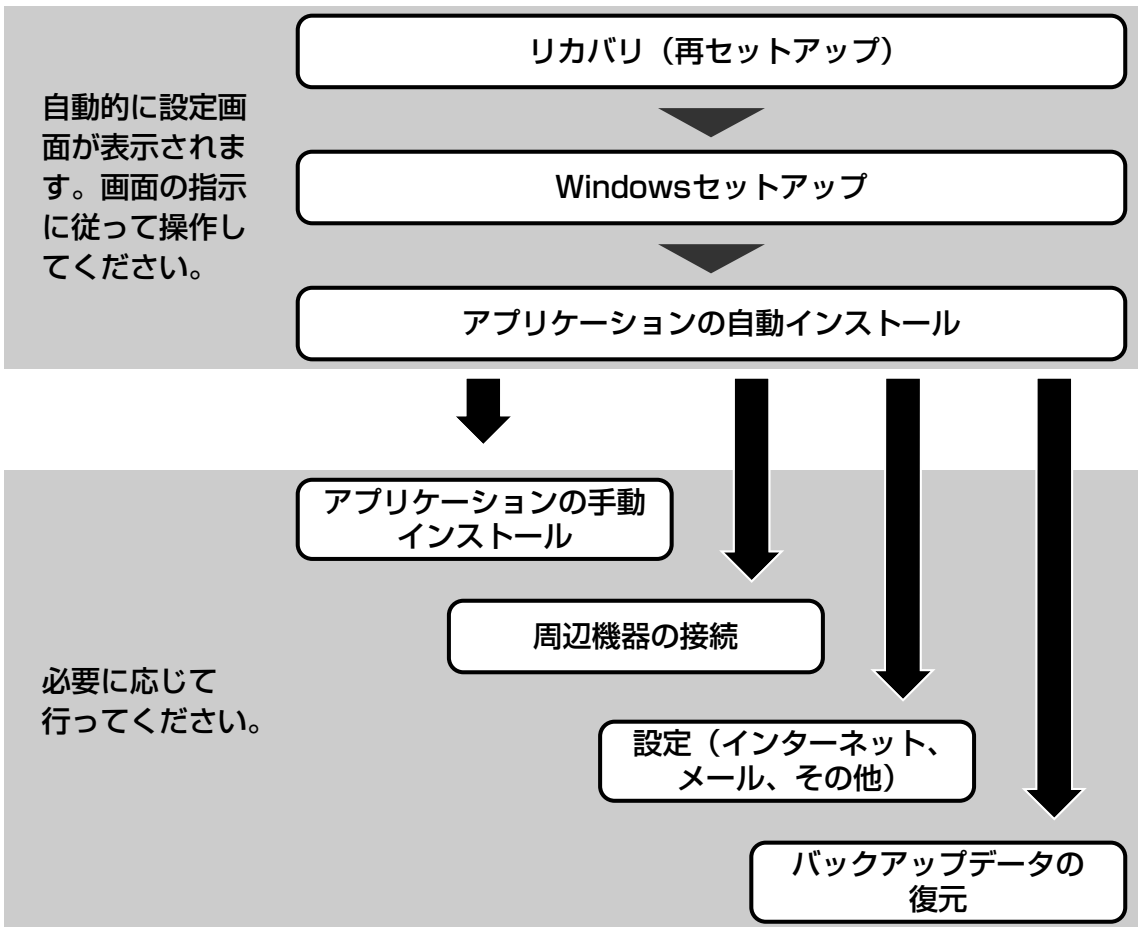 リカバリ（再セットアップ）
自動的に設定画
面が表示されま
す。画面の指示
に従って操作し
てください。
Windowsセットアップ
アプリケーションの自動インストール
アプリケーションの手動
インストール
周辺機器の接続
必要に応じて
行ってください。
設定（インターネット、
メール、その他）
バックアップデータの
復元